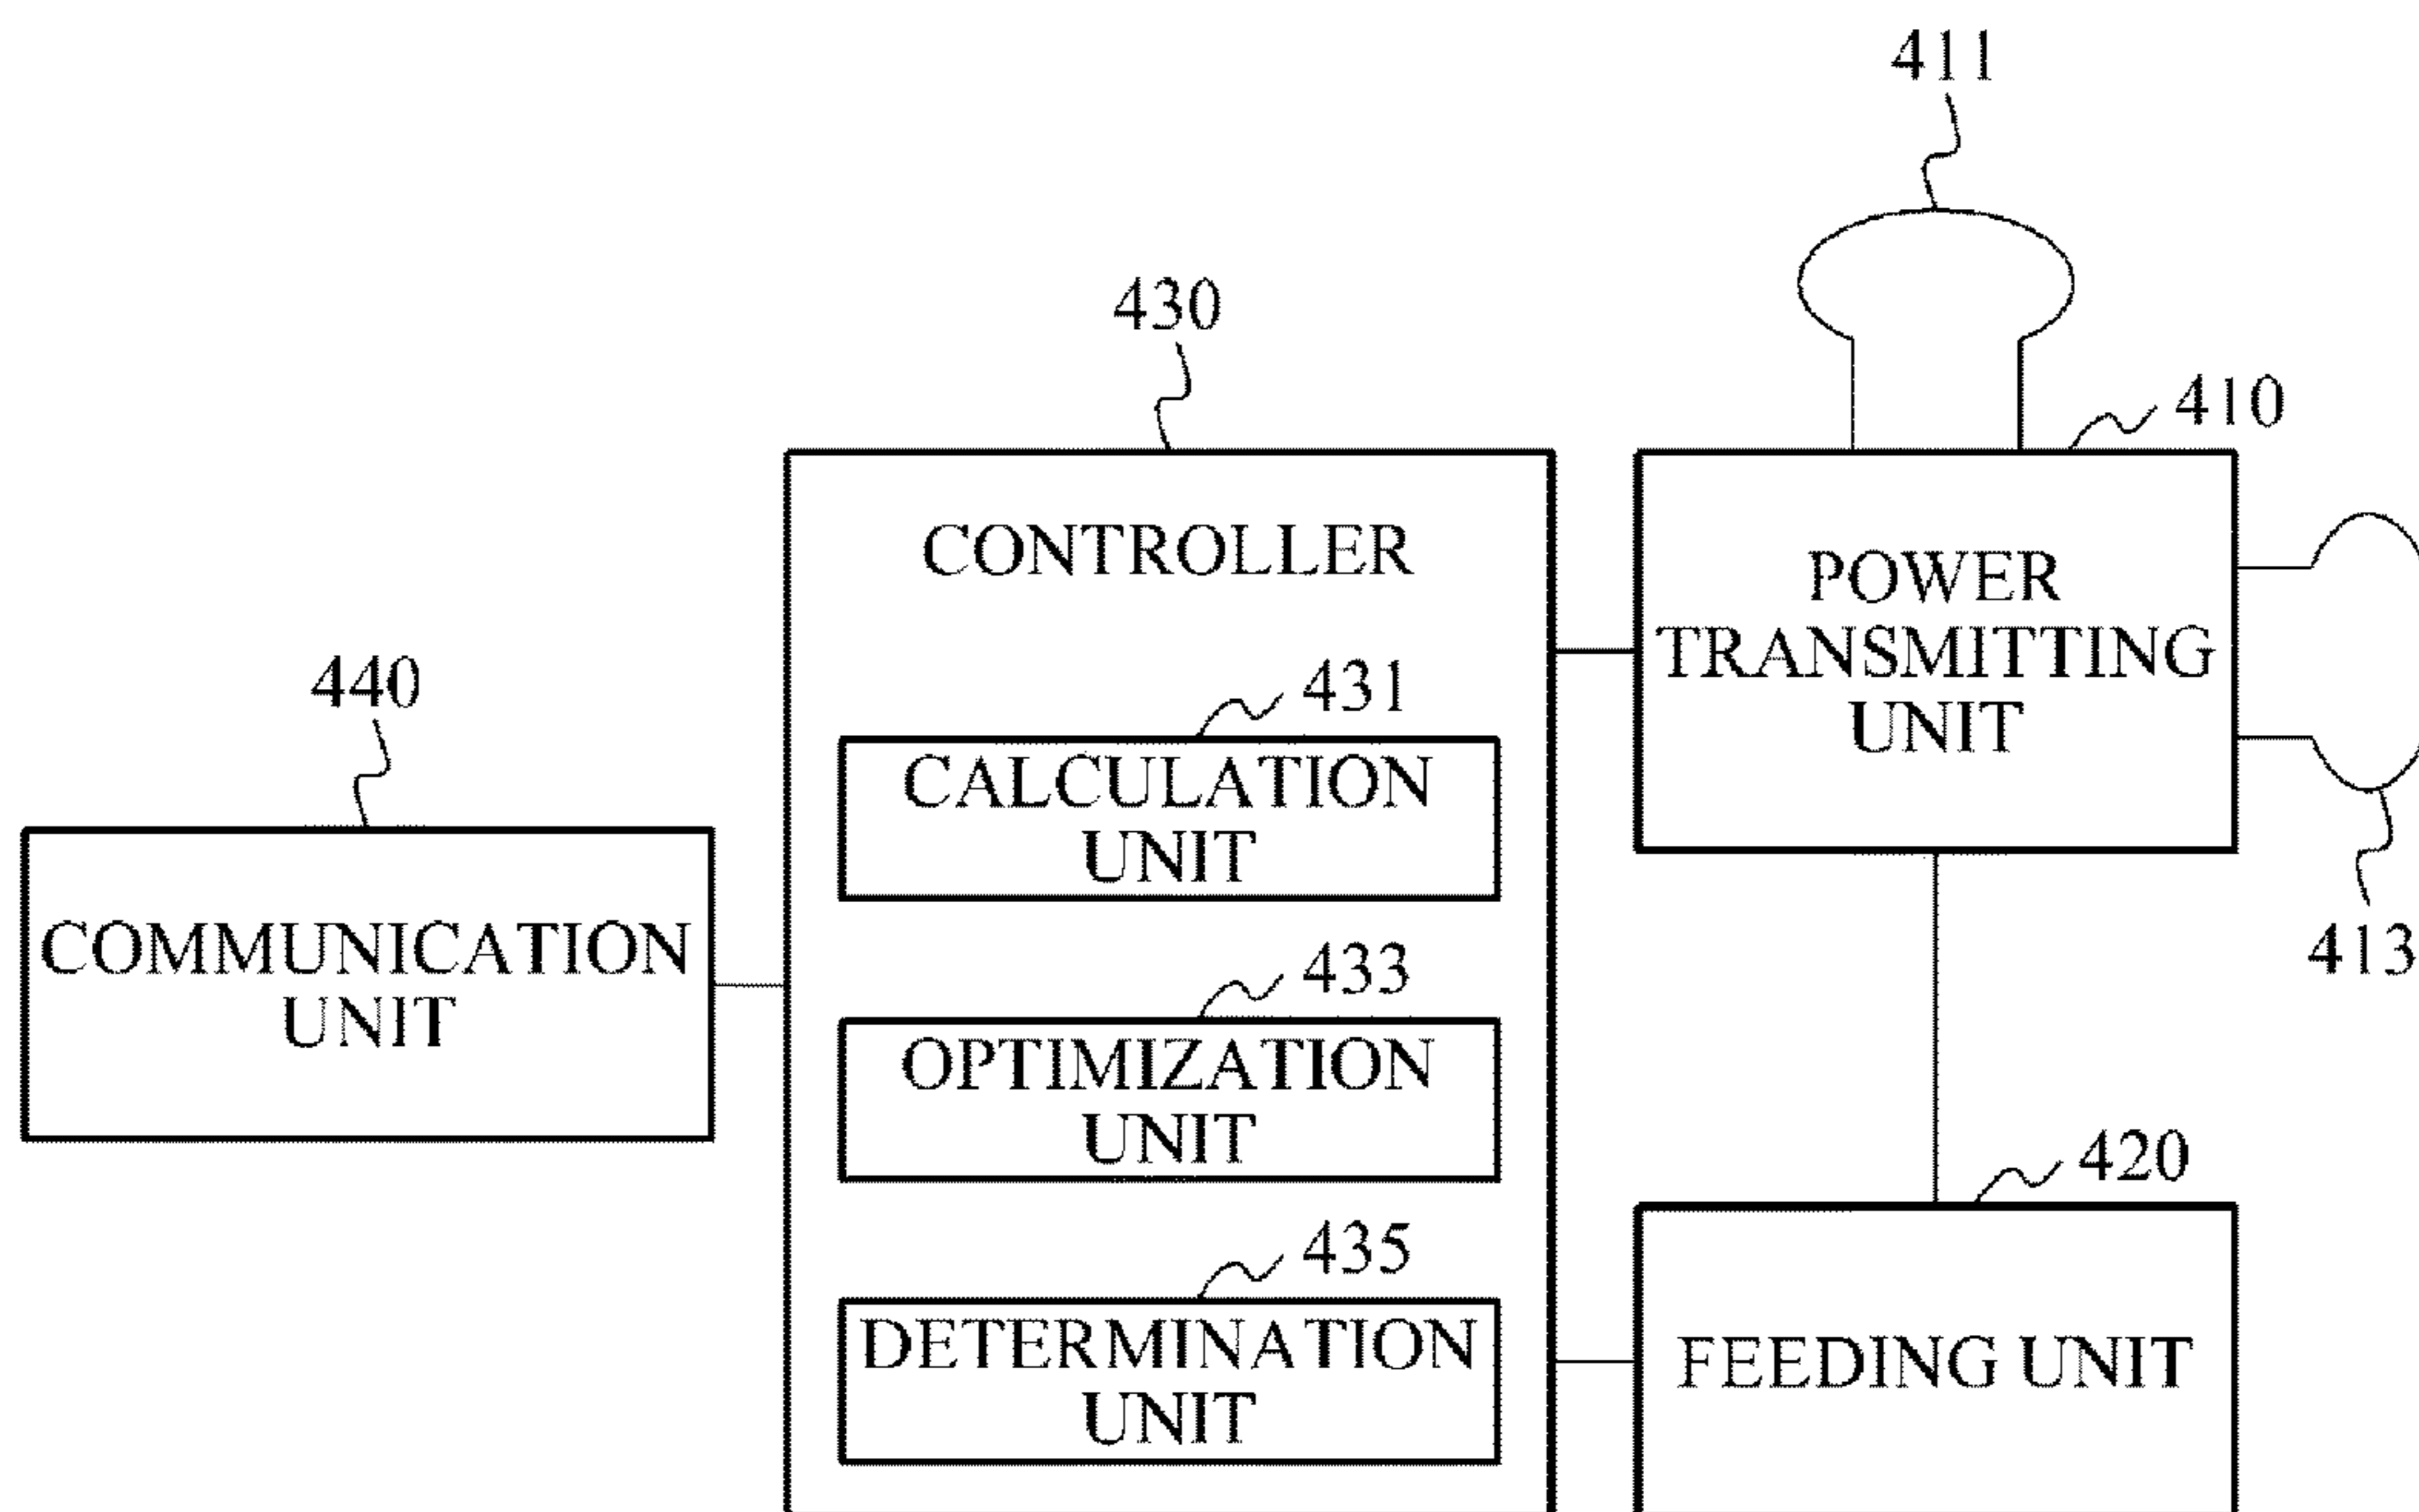 411
430
410
CONTROLLER
POWER
TRANSMITTING
UNIT
440
431
CALCULATION
UNIT
413
COMMUNICATION
UNIT
433
OPTIMIZATION
UNIT
420
435
DETERMINATION
UNIT
FEEDING UNIT